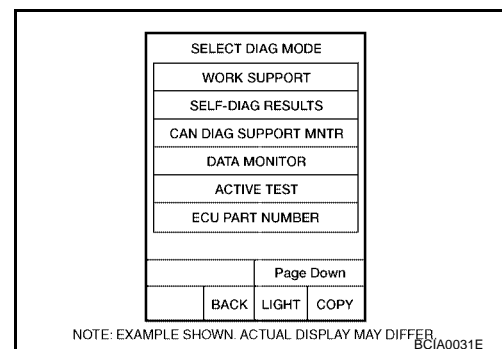 SELECT DIAG MODE
WORK SUPPORT
SELF-DIAG RESULTS
CAN DIAG SUPPORT MNTR
DATA MONITOR
ACTIVE TEST
ECU PART NUMBER
Page Down
BACK LIGHT COPY
NOTE: EXAMPLE SHOWN. ACTUAL DISPLAY MAY DIFFER.
BCIA0031E